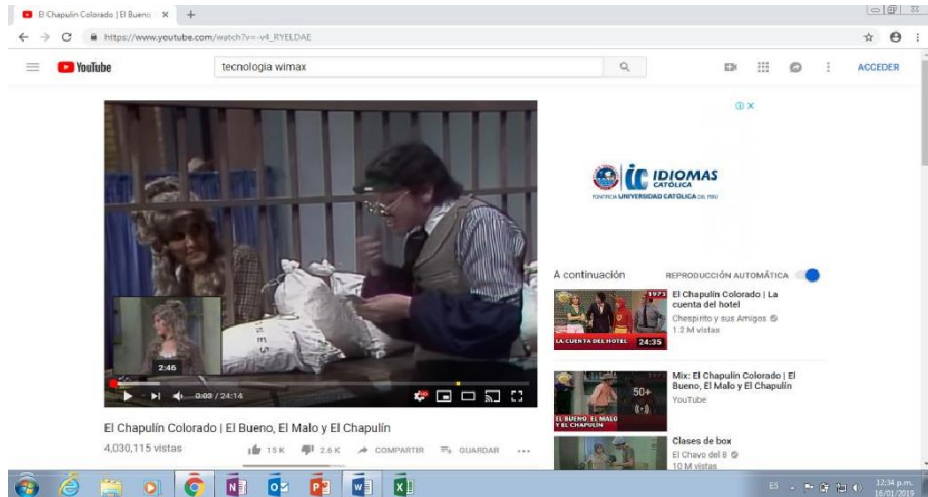 El Chapulín Colorado | El Bueno
https://www.youtube.com/watch?v=-v4_RYELDAE
YouTube
tecnologia wimax
ACCEDER
IDIOMAS
CATÓLICA
PONTIFICIA UNIVERSIDAD CATOLICA DEL PERU
2:46
0:03 / 24:14
El Chapulín Colorado | El Bueno, El Malo y El Chapulín
4,030,115 vistas
15 K
2.6 K
COMPARTIR
GUARDAR
A continuación
REPRODUCCIÓN AUTOMÁTICA
1973
LA CUENTA DEL HOTEL
24:35
El Chapulín Colorado | La
cuenta del hotel
Chespirito y sus Amigos
1.2 M vistas
50+
EL BUENO, EL MALO
Y EL CHAPULIN
Mix: El Chapulín Colorado | El
Bueno, El Malo y El Chapulín
YouTube
Clases de box
El Chavo del 8
10 M vistas
ES
12:34 p.m.
16/01/2019